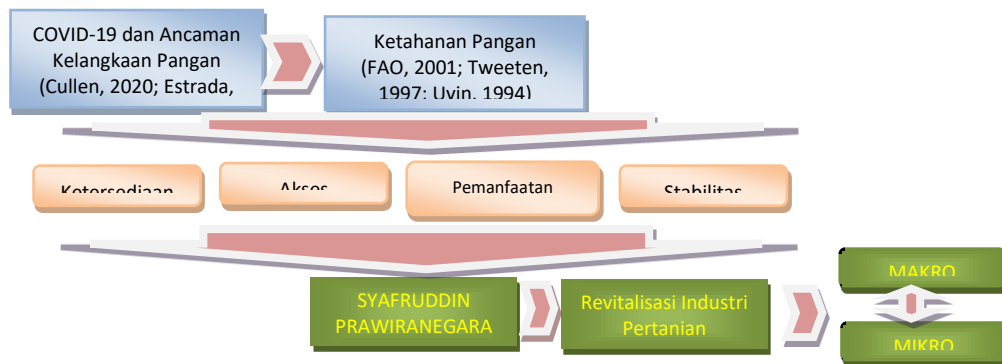 COVID-19 dan Ancaman
Kelangkaan Pangan
(Cullen, 2020; Estrada,
Ketahanan Pangan
(FAO, 2001; Tweeten,
1997; Uvin, 1994)
Ketersediaan
Akses
Pemanfaatan
Stabilitas
SYAFRUDDIN
PRAWIRANEGARA
Revitalisasi Industri
Pertanian
MAKRO
MIKRO